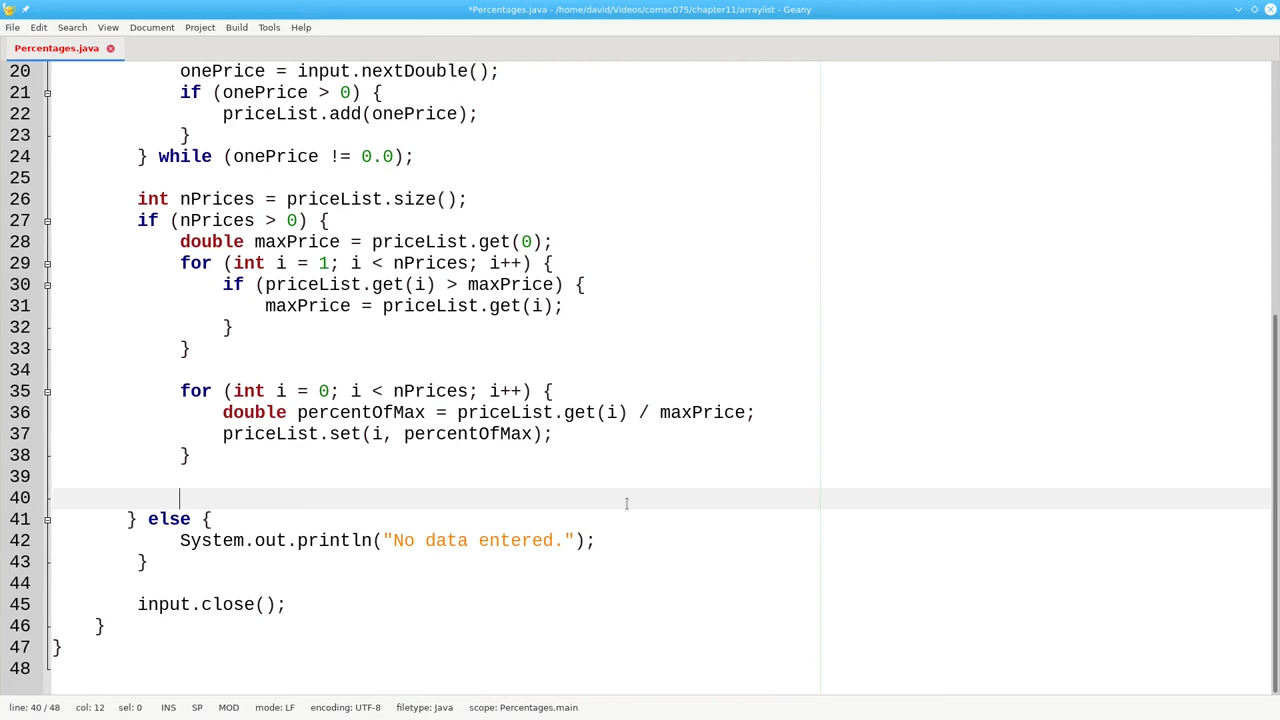 *Percentages.java - /home/david/Videos/comsc075/chapter11/arraylist - Geany
File Edit Search View Document Project Build Tools Help
Percentages.java
20 onePrice = input.nextDouble();
21 if (onePrice > 0) {
22 priceList.add(onePrice);
23 }
24 } while (onePrice != 0.0);
25
26 int nPrices = priceList.size();
27 if (nPrices > 0) {
28 double maxPrice = priceList.get(0);
29 for (int i = 1; i < nPrices; i++) {
30 if (priceList.get(i) > maxPrice) {
31 maxPrice = priceList.get(i);
32 }
33 }
34
35 for (int i = 0; i < nPrices; i++) {
36 double percentOfMax = priceList.get(i) / maxPrice;
37 priceList.set(i, percentOfMax);
38 }
39
40
41 } else {
42 System.out.println("No data entered.");
43 }
44
45 input.close();
46 }
47 }
48
line: 40 / 48 col: 12 sel: 0 INS SP MOD mode: LF encoding: UTF-8 filetype: Java scope: Percentages.main